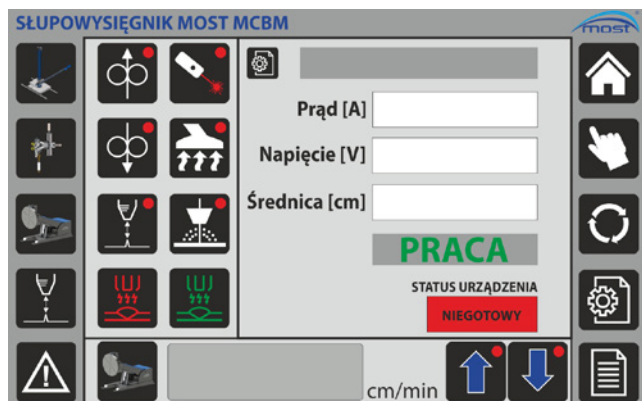 SŁUPOWYSIĘGNIK MOST MCBM
most
Prąd [A]
Napięcie [V]
Średnica [cm]
PRACA
STATUS URZĄDZENIA
NIEGOTOWY
cm/min